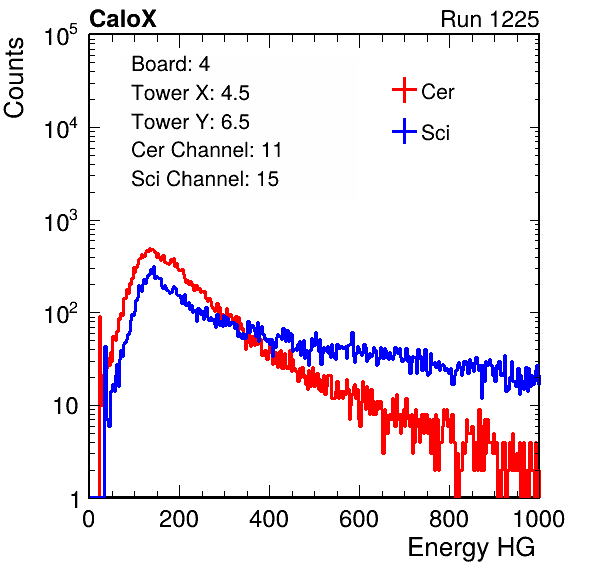 CaloX Run 1225
Counts
10^5
10^4
10^3
10^2
10
1
Board: 4
Tower X: 4.5
Tower Y: 6.5
Cer Channel: 11
Sci Channel: 15
Cer
Sci
0 200 400 600 800 1000
Energy HG